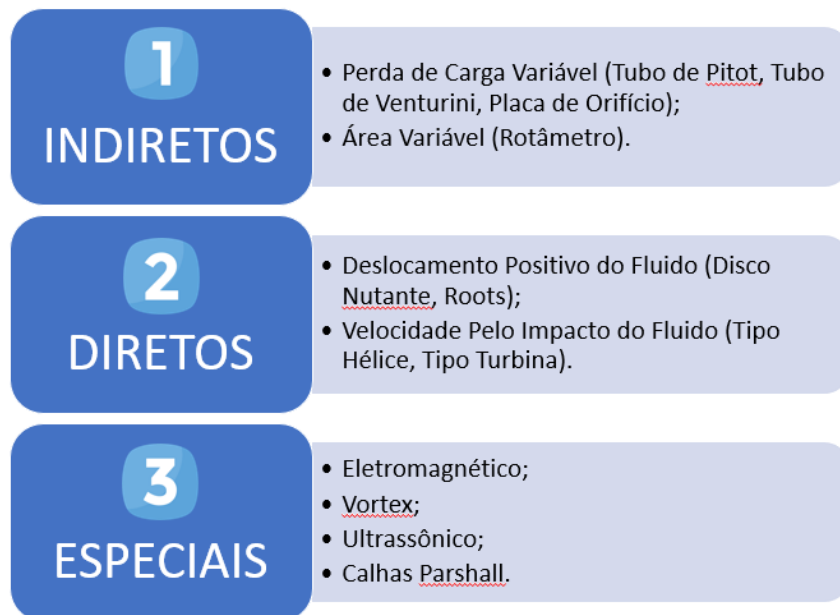 1
INDIRETOS
• Perda de Carga Variável (Tubo de Pitot, Tubo
de Venturini, Placa de Orifício);
• Área Variável (Rotâmetro).
2
DIRETOS
• Deslocamento Positivo do Fluido (Disco
Nutante, Roots);
• Velocidade Pelo Impacto do Fluido (Tipo
Hélice, Tipo Turbina).
3
ESPECIAIS
• Eletromagnético;
• Vortex;
• Ultrassônico;
• Calhas Parshall.